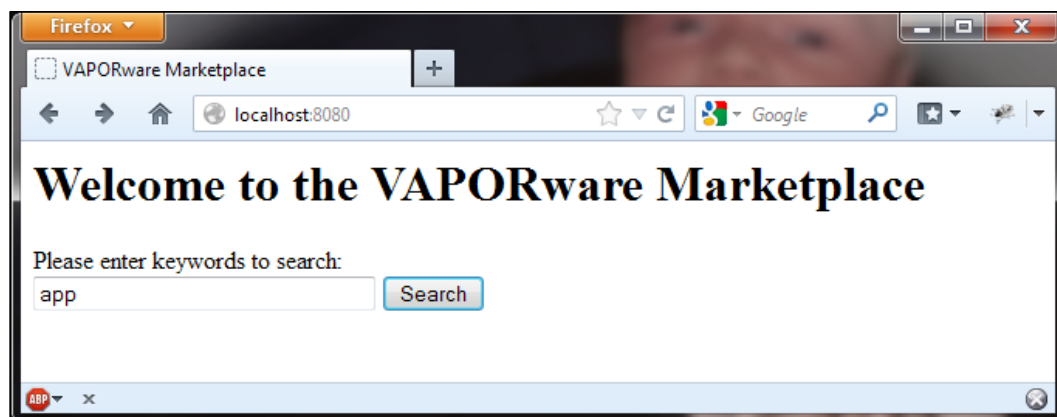 Firefox
VAPORware Marketplace
localhost:8080
Google
Welcome to the VAPORware Marketplace
Please enter keywords to search:
app
Search
ABP